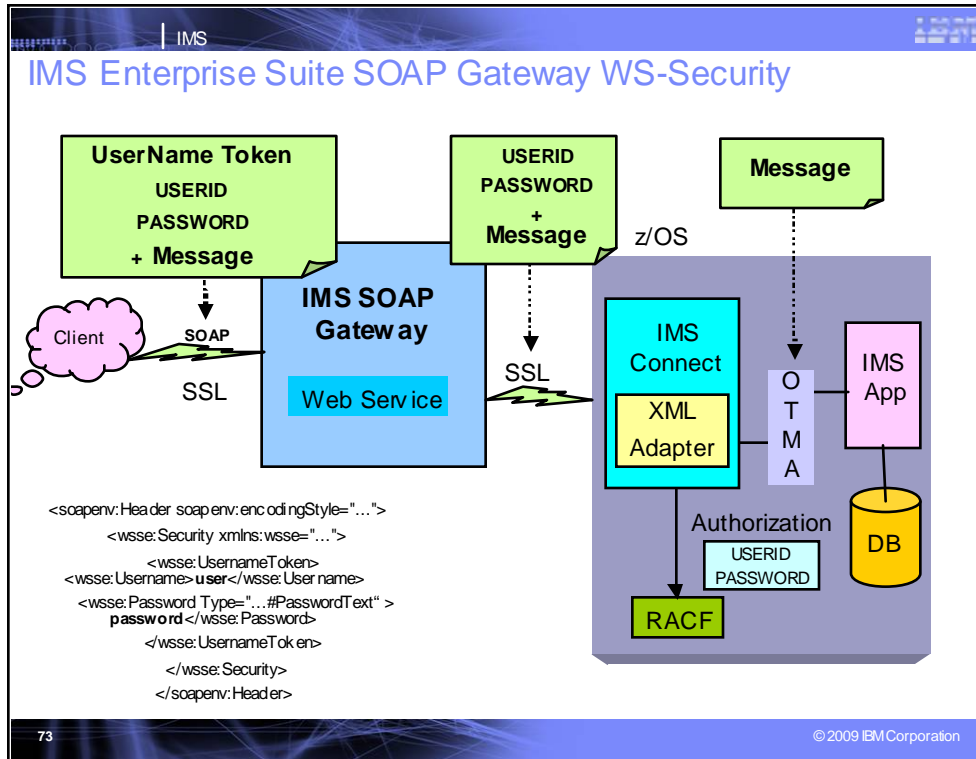 IMS
IBM
IMS Enterprise Suite SOAP Gateway WS-Security
UserName Token
USERID
PASSWORD
+ Message
USERID
PASSWORD
+
Message
Message
z/OS
Client
SOAP
SSL
IMS SOAP
Gateway
Web Service
SSL
IMS
Connect
XML
Adapter
O
T
M
A
IMS
App
DB
Authorization
USERID
PASSWORD
RACF
<soapenv:Header soapenv:encodingStyle="…">
<wsse:Security xmlns:wsse="…">
<wsse:UsernameToken>
<wsse:Username>user</wsse:Username>
<wsse:Password Type="…#PasswordText“ >
password</wsse:Password>
</wsse:UsernameToken>
</wsse:Security>
</soapenv:Header>
73
© 2009 IBM Corporation